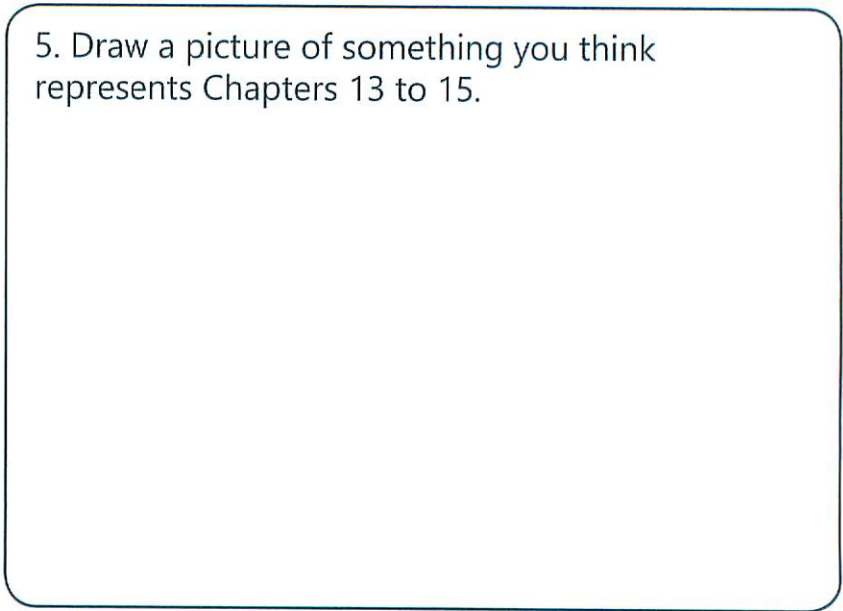 5. Draw a picture of something you think
represents Chapters 13 to 15.